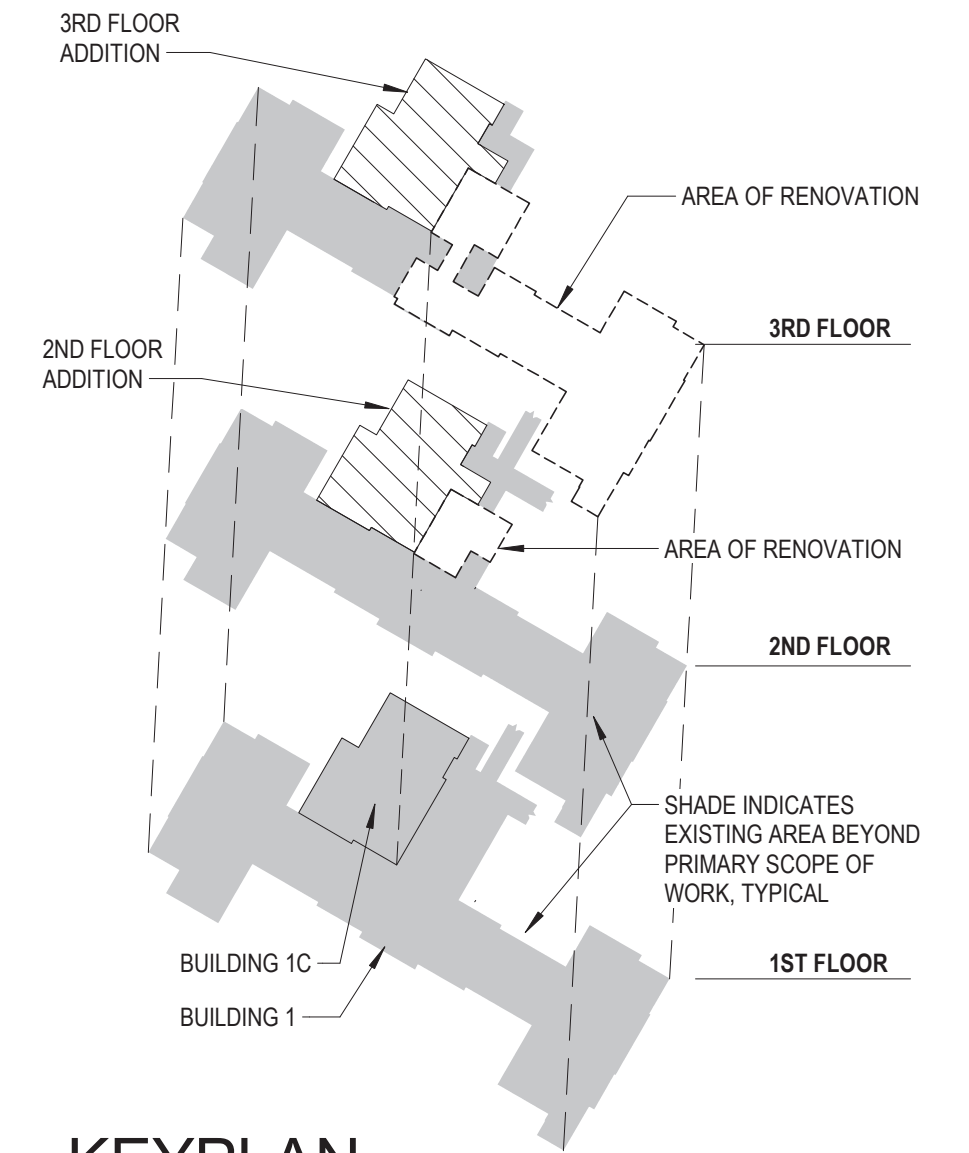 3RD FLOOR
ADDITION
AREA OF RENOVATION
3RD FLOOR
2ND FLOOR
ADDITION
AREA OF RENOVATION
2ND FLOOR
SHADE INDICATES
EXISTING AREA BEYOND
PRIMARY SCOPE OF
WORK, TYPICAL
BUILDING 1C
1ST FLOOR
BUILDING 1
KEYPLAN